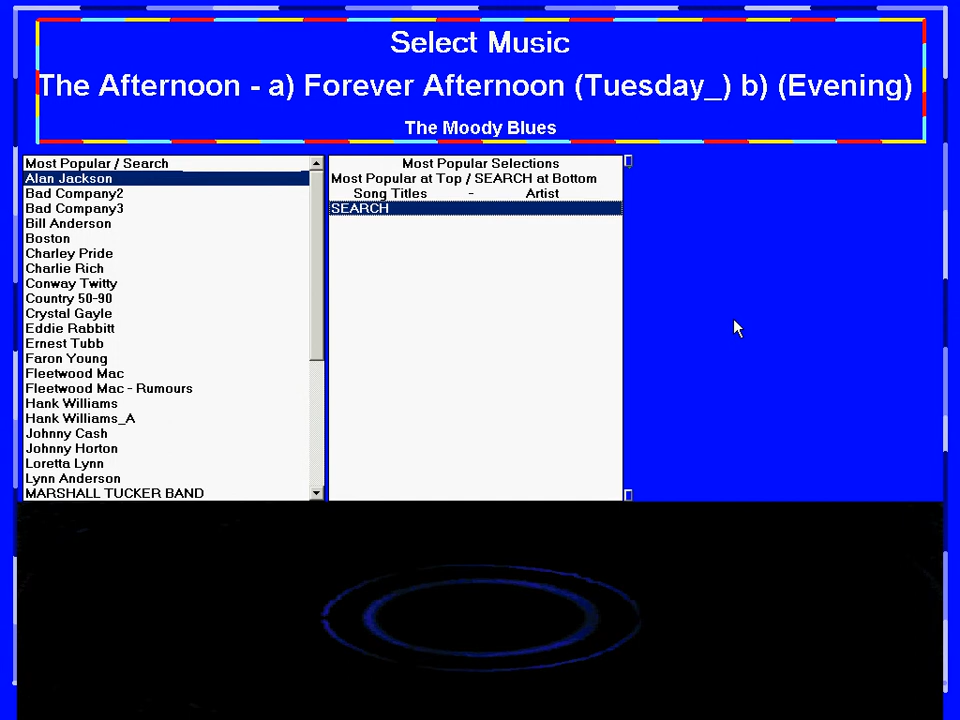 Select Music
The Afternoon - a) Forever Afternoon (Tuesday_) b) (Evening)
The Moody Blues
Most Popular / Search
Alan Jackson
Bad Company2
Bad Company3
Bill Anderson
Boston
Charley Pride
Charlie Rich
Conway Twitty
Country 50-90
Crystal Gayle
Eddie Rabbitt
Ernest Tubb
Faron Young
Fleetwood Mac
Fleetwood Mac - Rumours
Hank Williams
Hank Williams_A
Johnny Cash
Johnny Horton
Loretta Lynn
Lynn Anderson
MARSHALL TUCKER BAND
Most Popular Selections
Most Popular at Top / SEARCH at Bottom
Song Titles - Artist
SEARCH